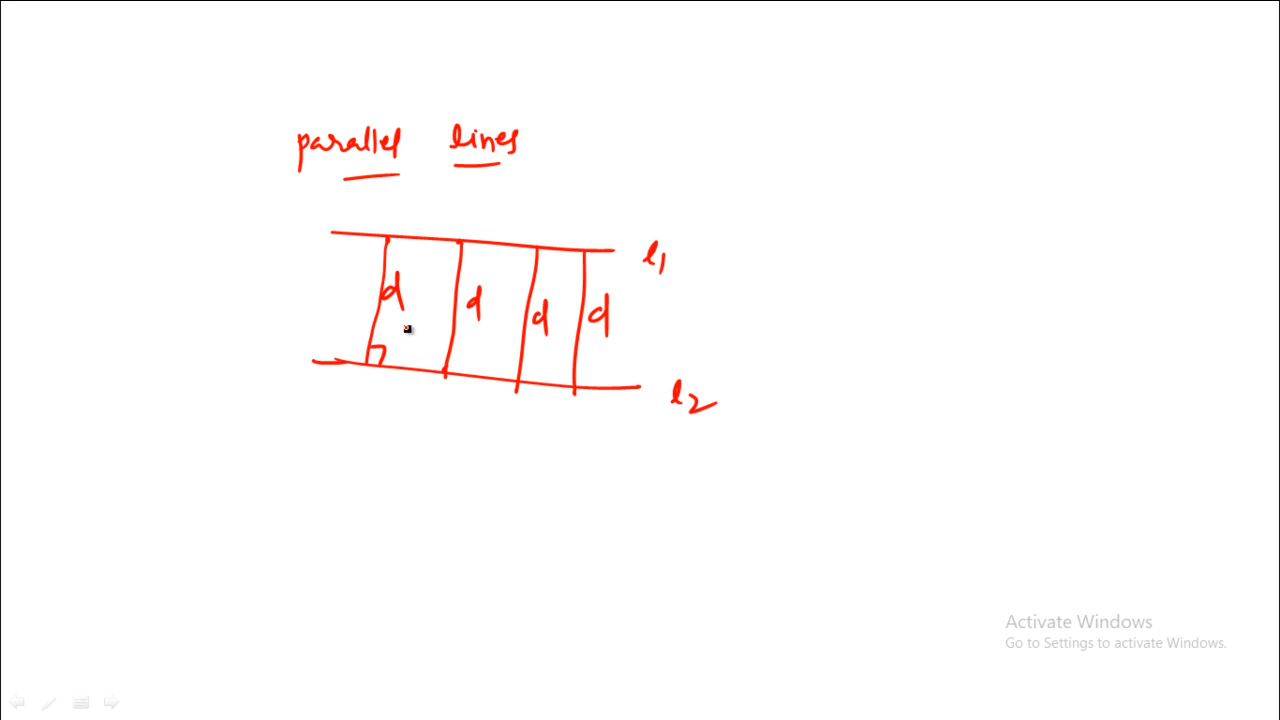 parallel lines
l1
d d d d
l2
Activate Windows
Go to Settings to activate Windows.